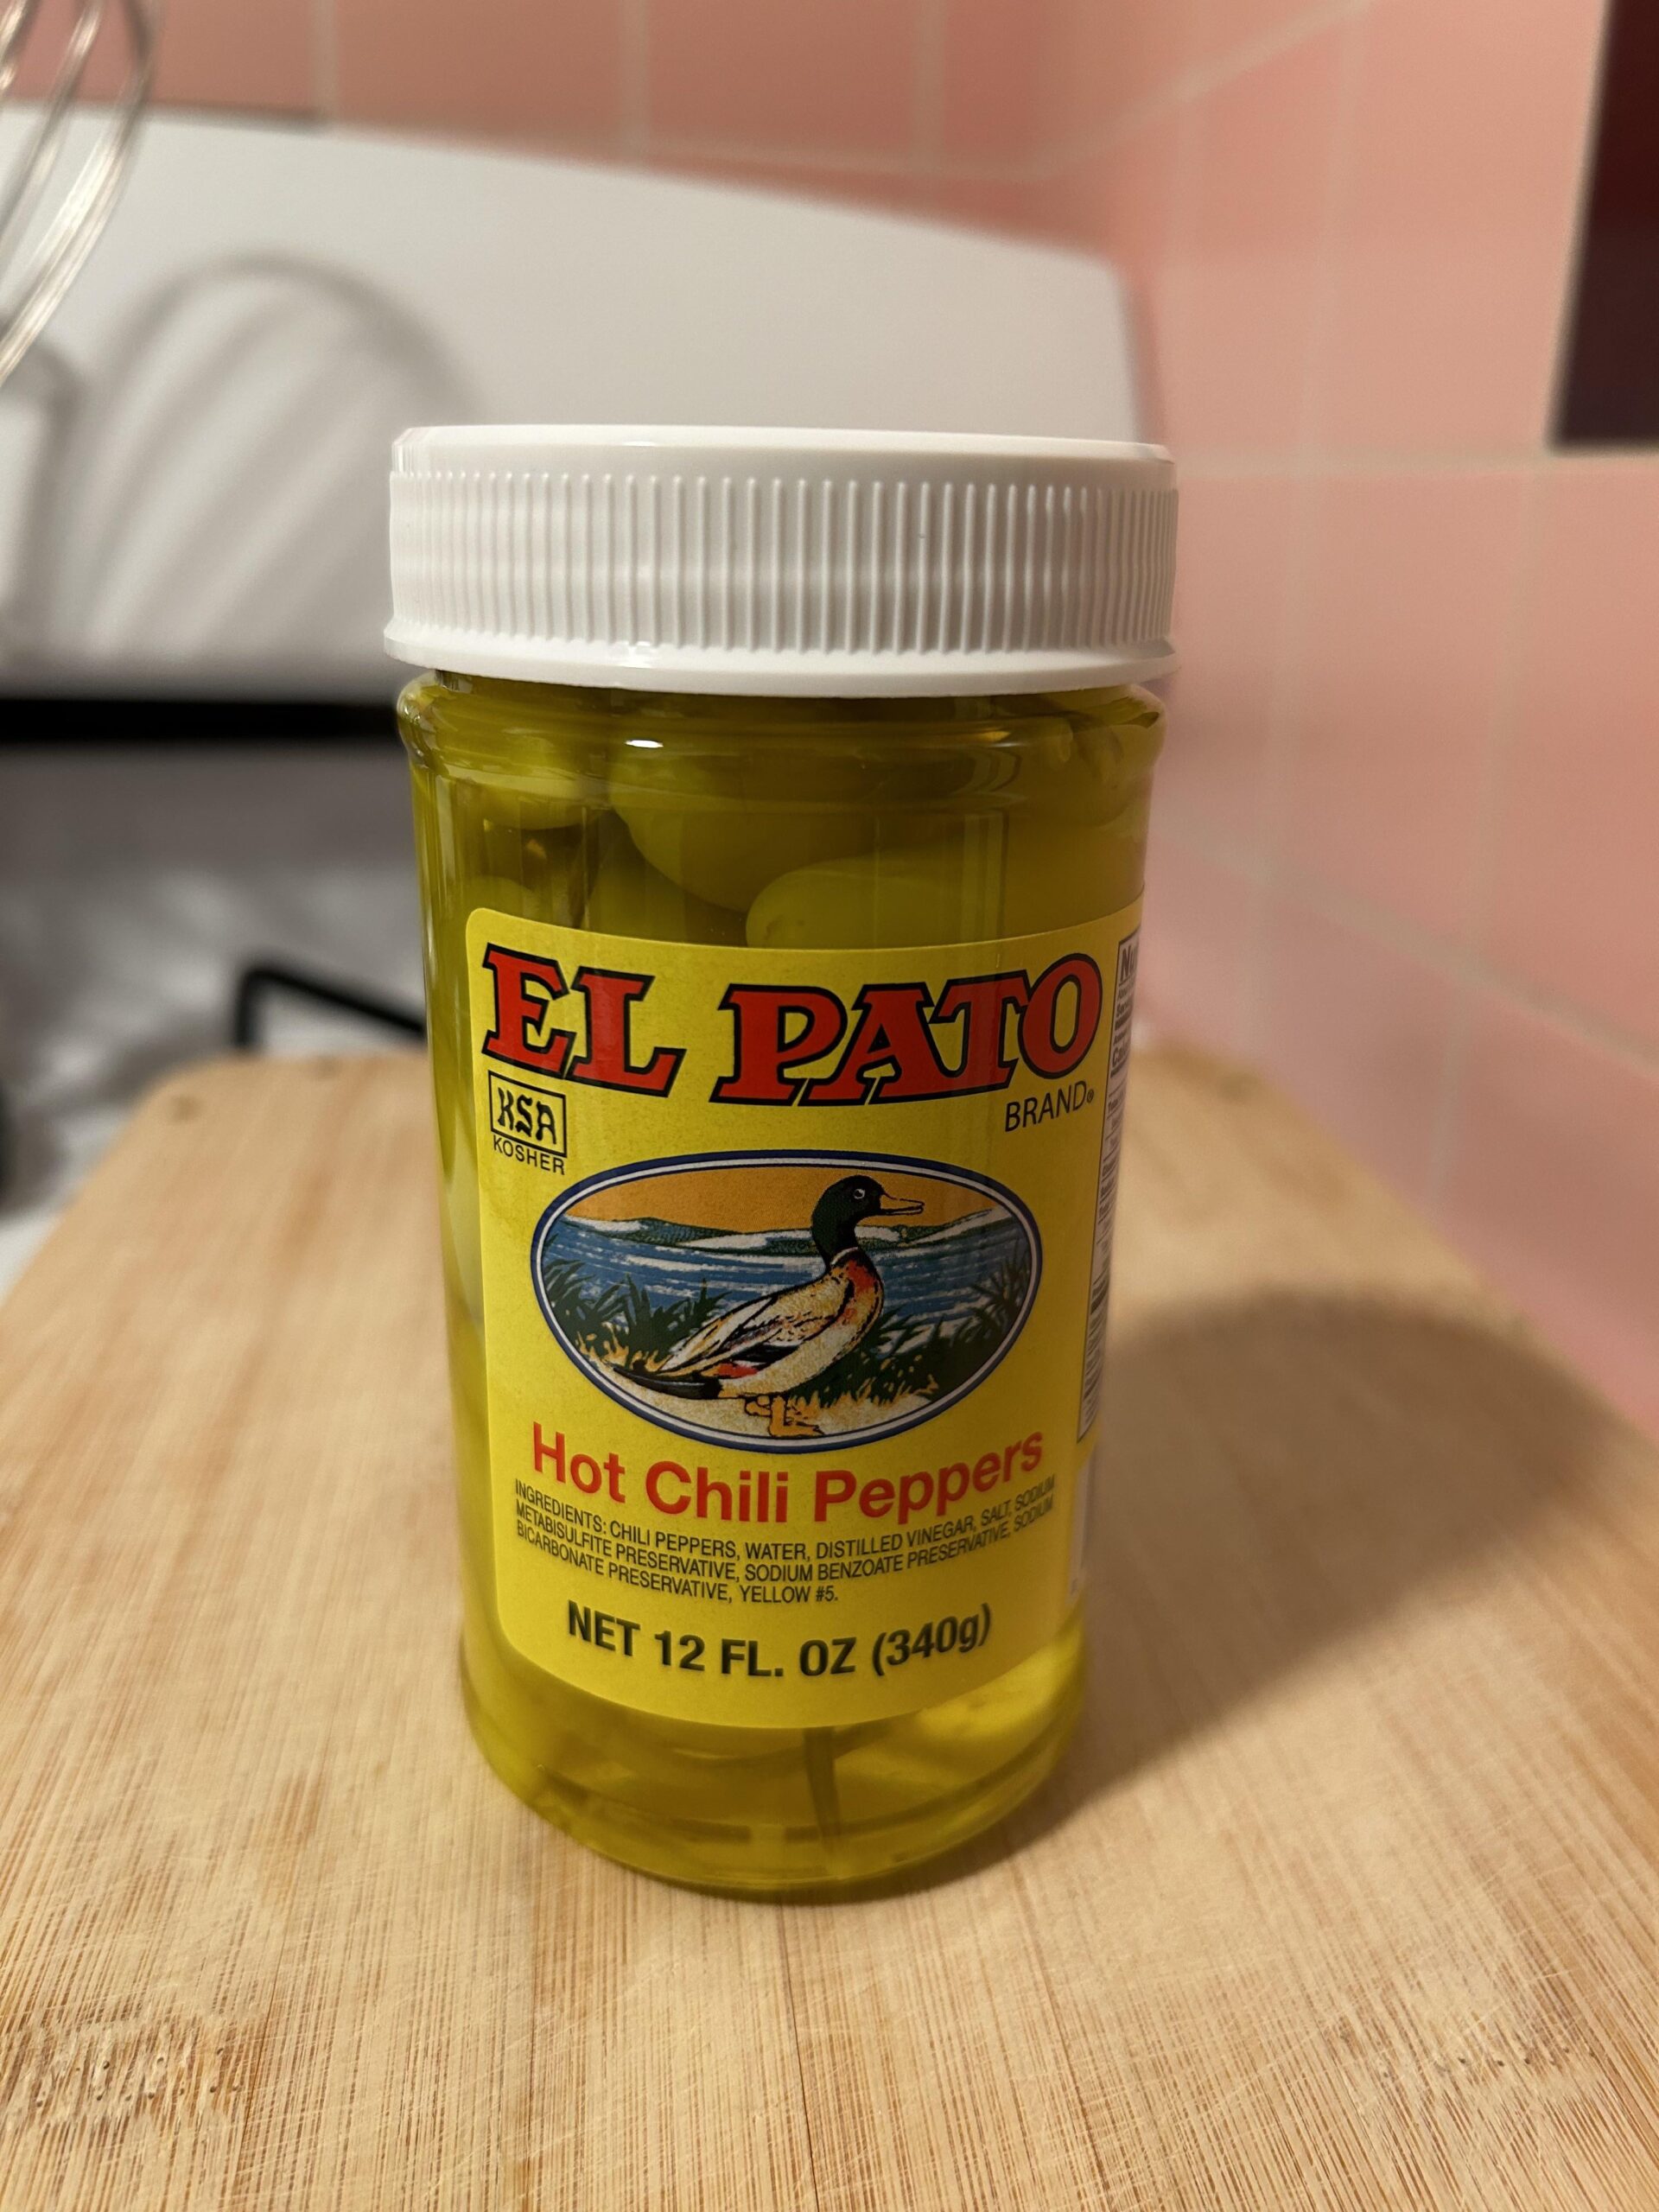 EL PATO
BRAND®
KSA
KOSHER
Hot Chili Peppers
INGREDIENTS: CHILI PEPPERS, WATER, DISTILLED VINEGAR, SALT, SODIUM
METABISULFITE PRESERVATIVE, SODIUM BENZOATE PRESERVATIVE, SODIUM
BICARBONATE PRESERVATIVE, YELLOW #5.
NET 12 FL. OZ (340g)